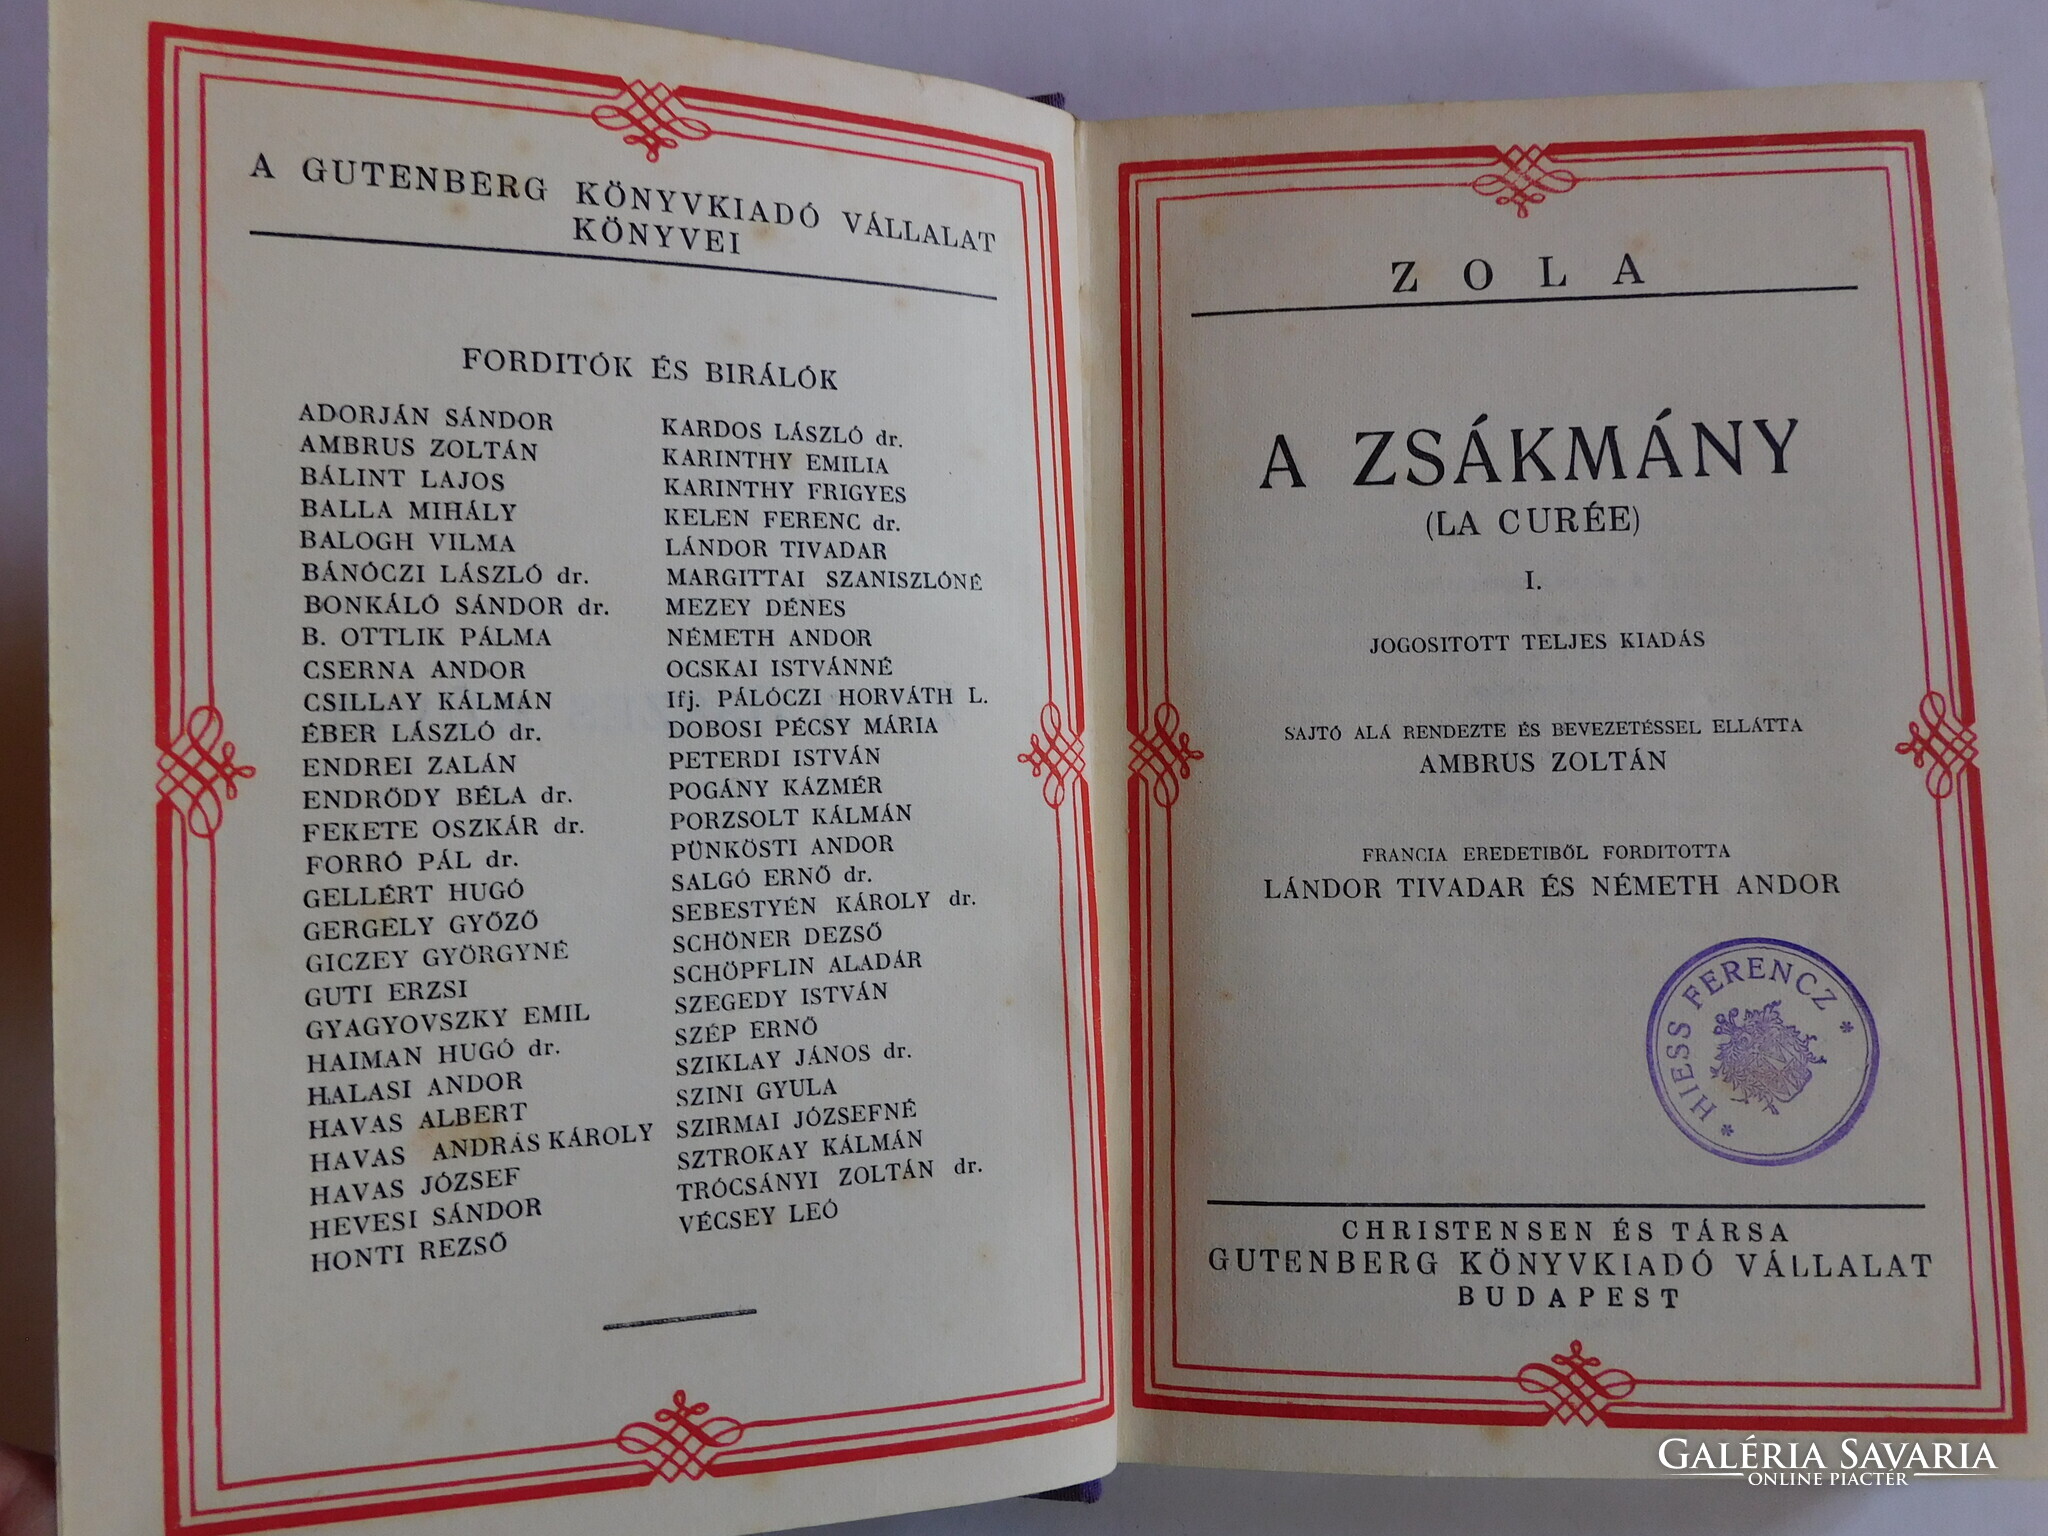 A GUTENBERG KÖNYVKIADÓ VÁLLALAT
KÖNYVEI
FORDITÓK ÉS BIRÁLÓK
ADORJÁN SÁNDOR
AMBRUS ZOLTÁN
BÁLINT LAJOS
BALLA MIHÁLY
BALOGH VILMA
BÁNÓCZI LÁSZLÓ dr.
BONKÁLÓ SÁNDOR dr.
B. OTTLIK PÁLMA
CSERNA ANDOR
CSILLAY KÁLMÁN
ÉBER LÁSZLÓ dr.
ENDREI ZALÁN
ENDRŐDY BÉLA dr.
FEKETE OSZKÁR dr.
FORRÓ PÁL dr.
GELLÉRT HUGÓ
GERGELY GYŐZŐ
GICZEY GYÖRGYNÉ
GUTI ERZSI
GYAGYOVSZKY EMIL
HAIMAN HUGÓ dr.
HALASI ANDOR
HAVAS ALBERT
HAVAS ANDRÁS KÁROLY
HAVAS JÓZSEF
HEVESI SÁNDOR
HONTI REZSŐ
KARDOS LÁSZLÓ dr.
KARINTHY EMILIA
KARINTHY FRIGYES
KELEN FERENC dr.
LÁNDOR TIVADAR
MARGITTAI SZANISZLÓNÉ
MEZEY DÉNES
NÉMETH ANDOR
OCSKAI ISTVÁNNÉ
Ifj. PÁLÓCZI HORVÁTH L.
DOBOSI PÉCSY MÁRIA
PETERDI ISTVÁN
POGÁNY KÁZMÉR
PORZSOLT KÁLMÁN
PÜNKÖSTI ANDOR
SALGÓ ERNŐ dr.
SEBESTYÉN KÁROLY dr.
SCHÖNER DEZSŐ
SCHÖPFLIN ALADÁR
SZEGEDY ISTVÁN
SZÉP ERNŐ
SZIKLAY JÁNOS dr.
SZINI GYULA
SZIRMAI JÓZSEFNÉ
SZTROKAY KÁLMÁN
TRÓCSÁNYI ZOLTÁN dr.
VÉCSEY LEÓ
ZOLA
A ZSÁKMÁNY
(LA CURÉE)
I.
JOGOSITOTT TELJES KIADÁS
SAJTÓ ALÁ RENDEZTE ÉS BEVEZETÉSSEL ELLÁTTA
AMBRUS ZOLTÁN
FRANCIA EREDETIBŐL FORDITOTTA
LÁNDOR TIVADAR ÉS NÉMETH ANDOR
* HIESS FERENCZ *
CHRISTENSEN ÉS TÁRSA
GUTENBERG KÖNYVKIADÓ VÁLLALAT
BUDAPEST
GALÉRIA SAVARIA
ONLINE PIACTÉR